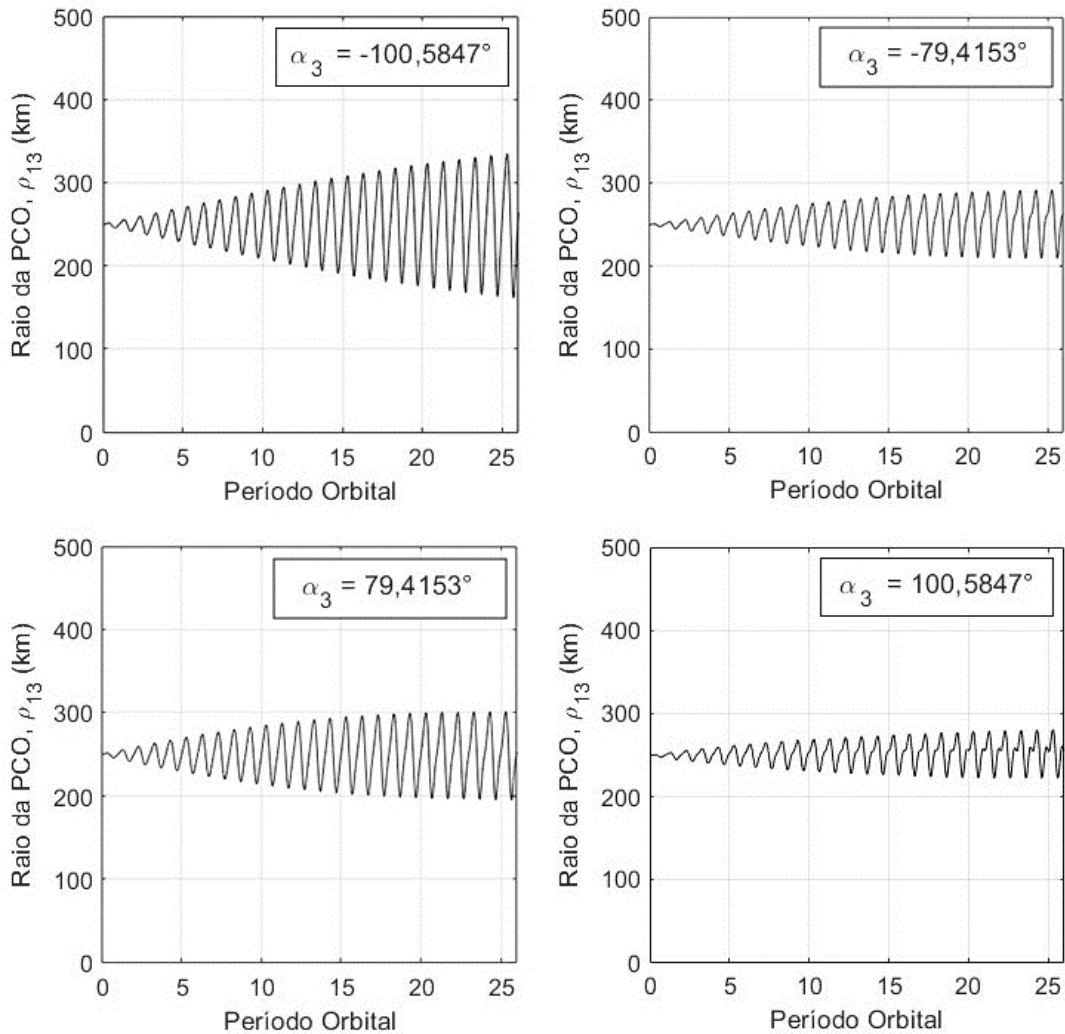 500
400
300
200
100
0
Raio da PCO, ρ13 (km)
α3 = -100,5847°
0 5 10 15 20 25
Período Orbital
500
400
300
200
100
0
Raio da PCO, ρ13 (km)
α3 = -79,4153°
0 5 10 15 20 25
Período Orbital
500
400
300
200
100
0
Raio da PCO, ρ13 (km)
α3 = 79,4153°
0 5 10 15 20 25
Período Orbital
500
400
300
200
100
0
Raio da PCO, ρ13 (km)
α3 = 100,5847°
0 5 10 15 20 25
Período Orbital